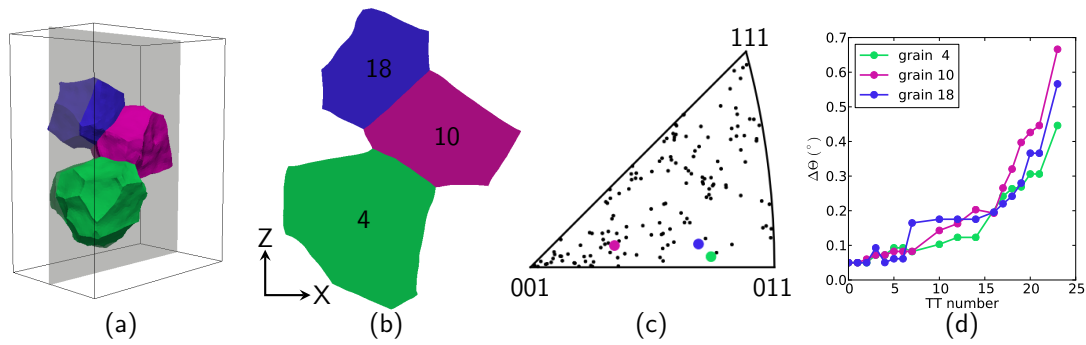 18
10
4
Z
X
(a)
(b)
111
001
011
(c)
0.7
0.6
0.5
0.4
0.3
0.2
0.1
0.0
ΔΘ (°)
grain 4
grain 10
grain 18
0 5 10 15 20 25
TT number
(d)